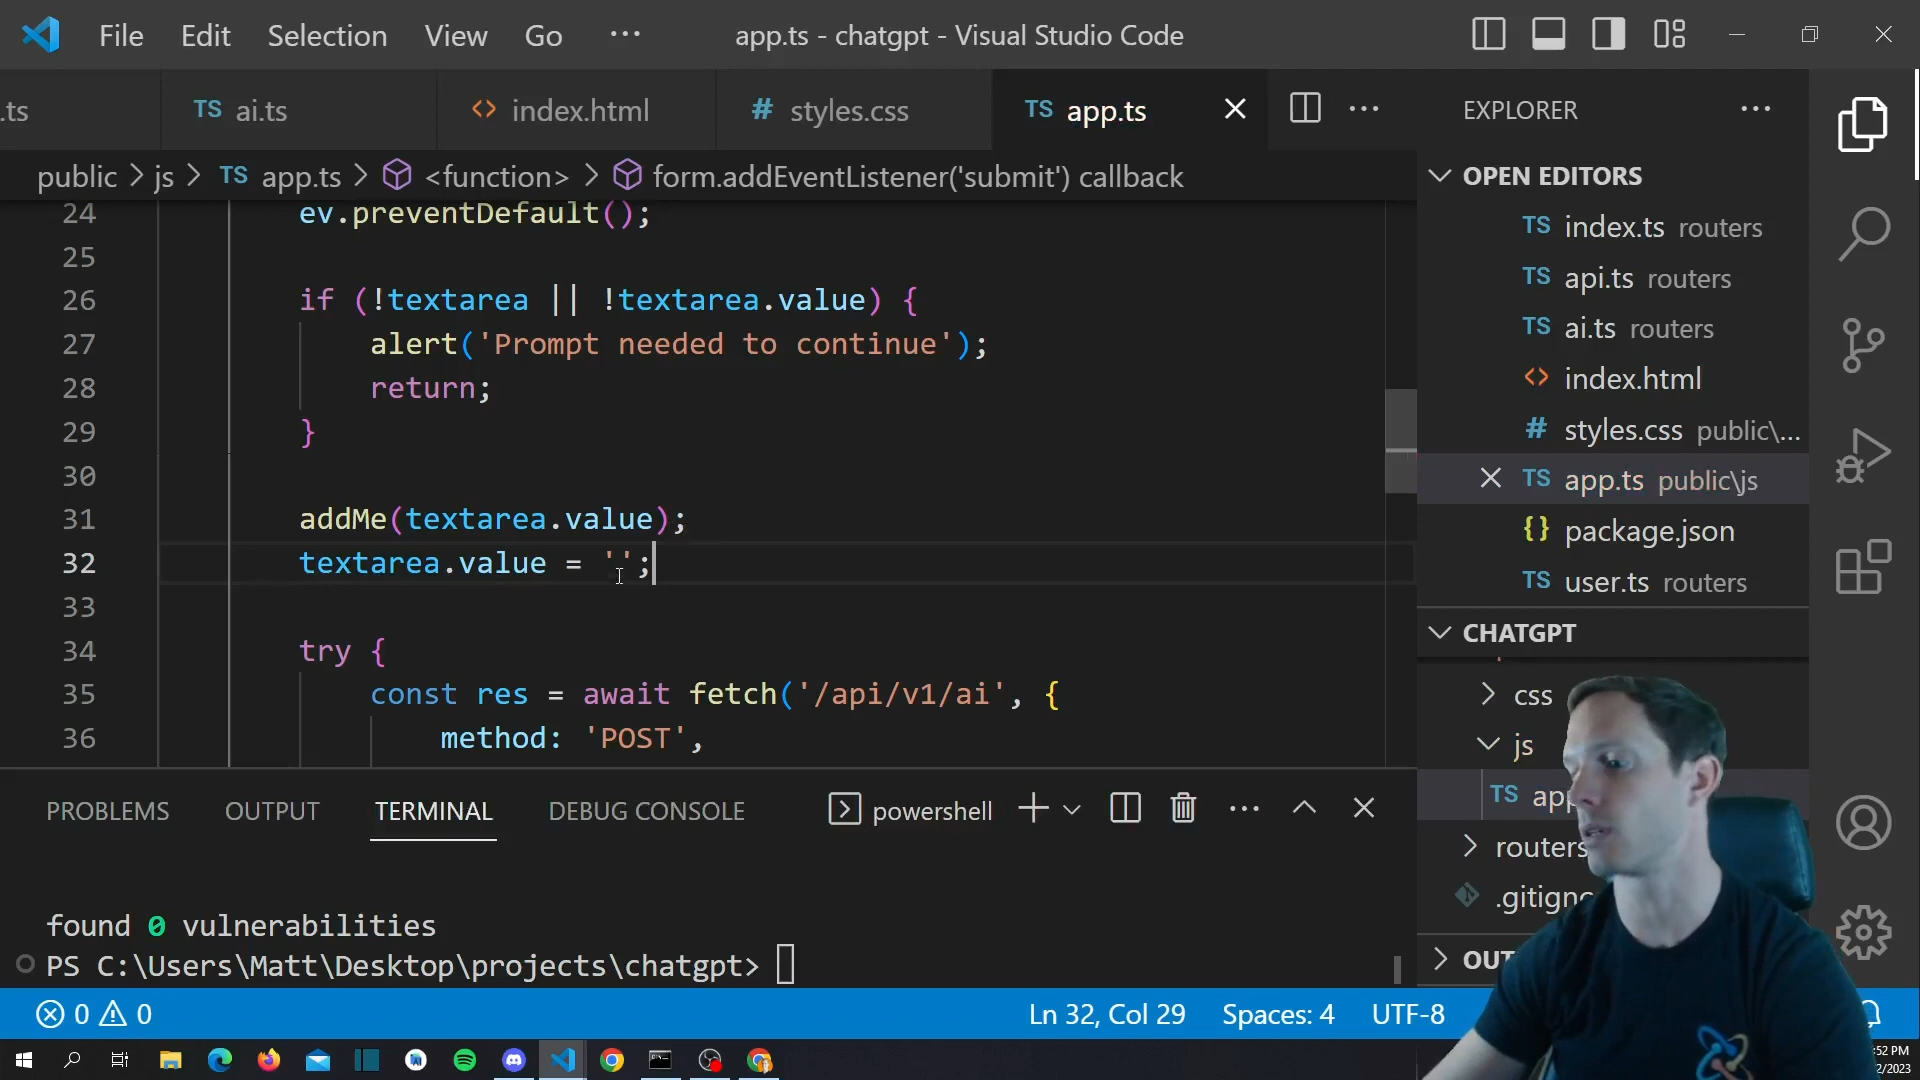 File Edit Selection View Go ··· app.ts - chatgpt - Visual Studio Code
.ts TS ai.ts <> index.html # styles.css TS app.ts
public > js > TS app.ts > <function> > form.addEventListener('submit') callback
24 ev.preventDefault();
25
26 if (!textarea || !textarea.value) {
27 alert('Prompt needed to continue');
28 return;
29 }
30
31 addMe(textarea.value);
32 textarea.value = '';
33
34 try {
35 const res = await fetch('/api/v1/ai', {
36 method: 'POST',
EXPLORER
OPEN EDITORS
TS index.ts routers
TS api.ts routers
TS ai.ts routers
<> index.html
# styles.css public\...
TS app.ts public\js
{} package.json
TS user.ts routers
CHATGPT
css
js
TS app
routers
.gitigno
OUT
PROBLEMS OUTPUT TERMINAL DEBUG CONSOLE powershell
found 0 vulnerabilities
PS C:\Users\Matt\Desktop\projects\chatgpt>
0 0 Ln 32, Col 29 Spaces: 4 UTF-8
:52 PM
2/2023